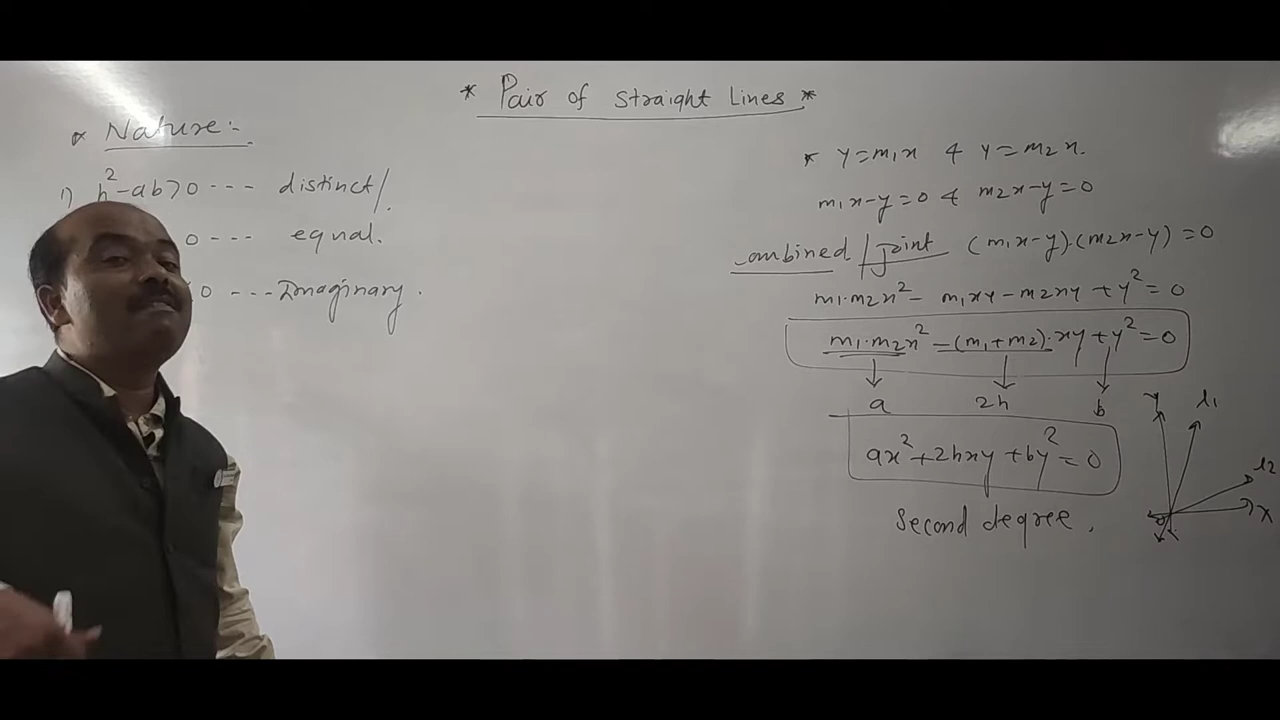 * Pair of Straight Lines *
* Nature:-
1) h²-ab>0 --- distinct/.
0 --- equal.
0 --- Imaginary.
* y=m₁x & y=m₂x.
m₁x-y=0 & m₂x-y=0
ombined / joint (m₁x-y).(m₂x-y)=0
m₁.m₂x² - m₁xy-m₂xy+y²=0
m₁.m₂x² -(m₁+m₂).xy+y²=0
a 2h b
ax²+2hxy+by²=0
Second degree.
Y l₁
l₂
X